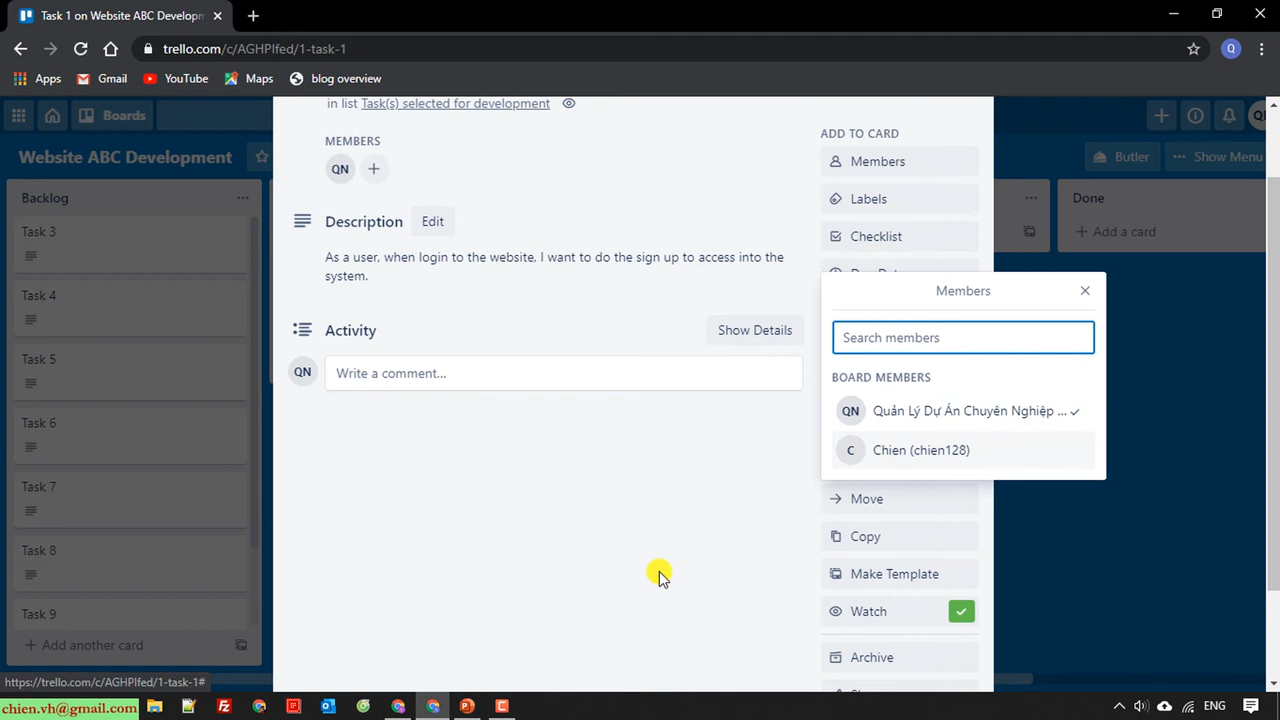 Task 1 on Website ABC Developm
trello.com/c/AGHPIfed/1-task-1
Q
Apps
Gmail
YouTube
Maps
blog overview
Boards
Website ABC Development
Butler
Show Menu
Backlog
Task 3
Task 4
Task 5
Task 6
Task 7
Task 8
Task 9
Add another card
in list Task(s) selected for development
MEMBERS
QN
Description
Edit
As a user, when login to the website, I want to do the sign up to access into the
system.
Activity
Show Details
QN
Write a comment...
ADD TO CARD
Members
Labels
Checklist
Members
Search members
BOARD MEMBERS
QN Quản Lý Dự Án Chuyên Nghiệp ...
C Chien (chien128)
Move
Copy
Make Template
Watch
Archive
Done
Add a card
https://trello.com/c/AGHPIfed/1-task-1#
chien.vh@gmail.com
ENG